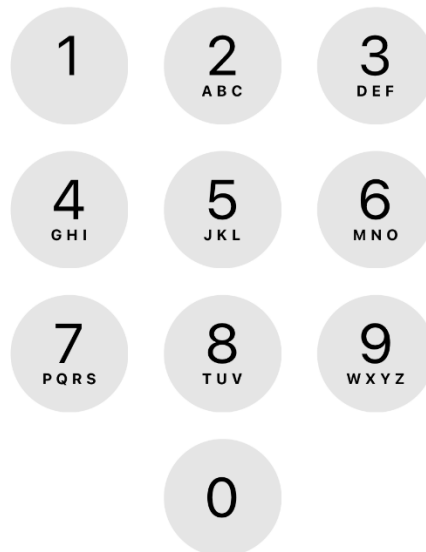 1 2 3
ABC DEF
4 5 6
GHI JKL MNO
7 8 9
PQRS TUV WXYZ
0